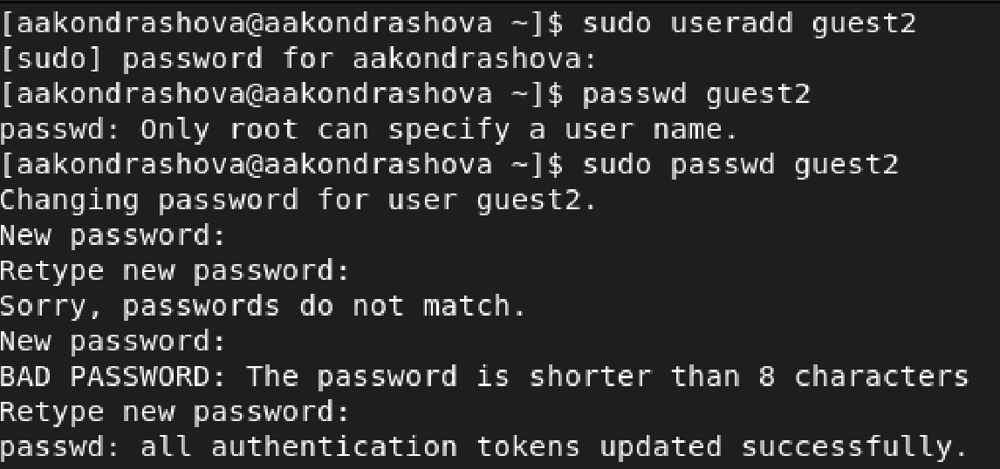 [aakondrashova@aakondrashova ~]$ sudo useradd guest2
[sudo] password for aakondrashova:
[aakondrashova@aakondrashova ~]$ passwd guest2
passwd: Only root can specify a user name.
[aakondrashova@aakondrashova ~]$ sudo passwd guest2
Changing password for user guest2.
New password:
Retype new password:
Sorry, passwords do not match.
New password:
BAD PASSWORD: The password is shorter than 8 characters
Retype new password:
passwd: all authentication tokens updated successfully.